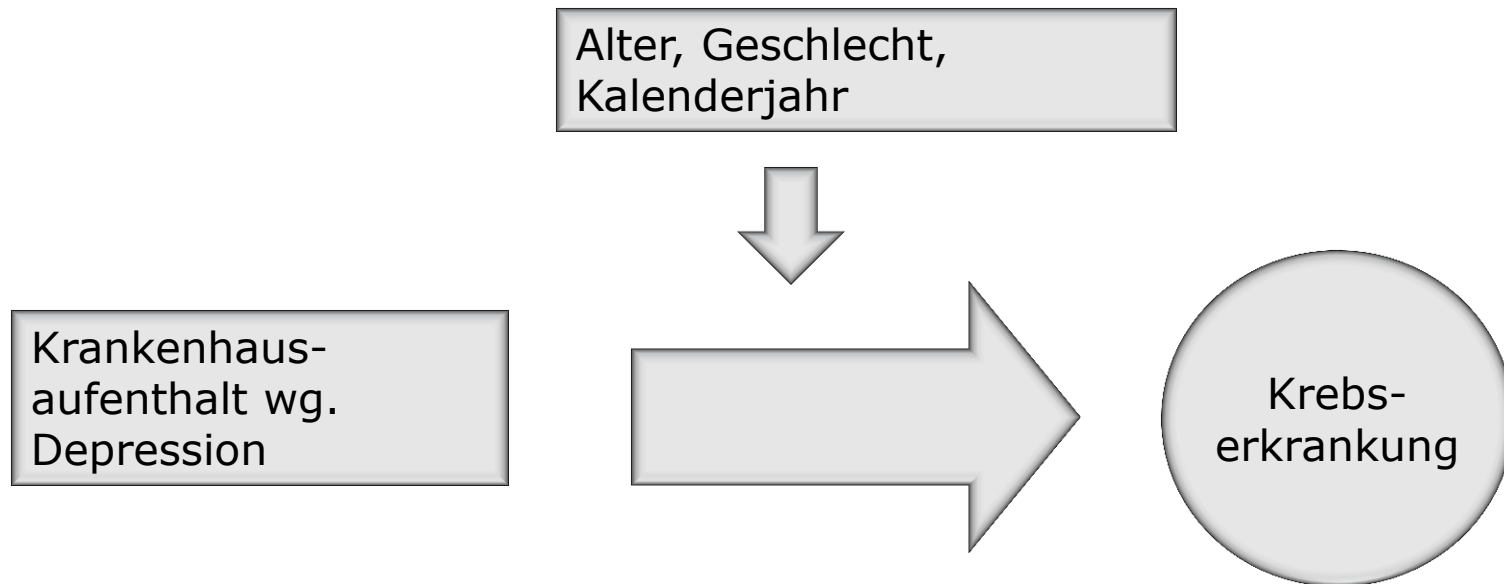 Alter, Geschlecht,
Kalenderjahr
Krankenhaus-
aufenthalt wg.
Depression
Krebs-
erkrankung